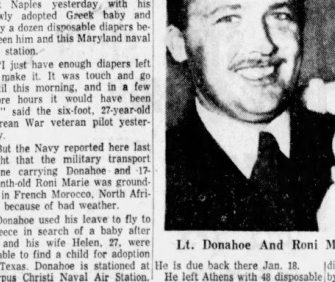 Naples yesterday, with his
wly adopted Greek baby and
y a dozen disposable diapers be-
een him and this Maryland naval
station.
"I just have enough diapers left
make it. It was touch and go
il this morning, and in a few
re hours it would have been
" said the six-foot, 27-year-old
rean War veteran pilot yester-
y.
But the Navy reported here last
ht that the military transport
ne carrying Donahoe and 17-
nth-old Roni Marie was ground-
in French Morocco, North Afri-
because of bad weather.
Donahoe used his leave to fly to
eece in search of a baby after
and his wife Helen, 27, were
able to find a child for adoption
Texas. Donahoe is stationed at
rpus Christi Naval Air Station.
Lt. Donahoe And Roni M
He is due back there Jan. 18.
He left Athens with 48 disposable